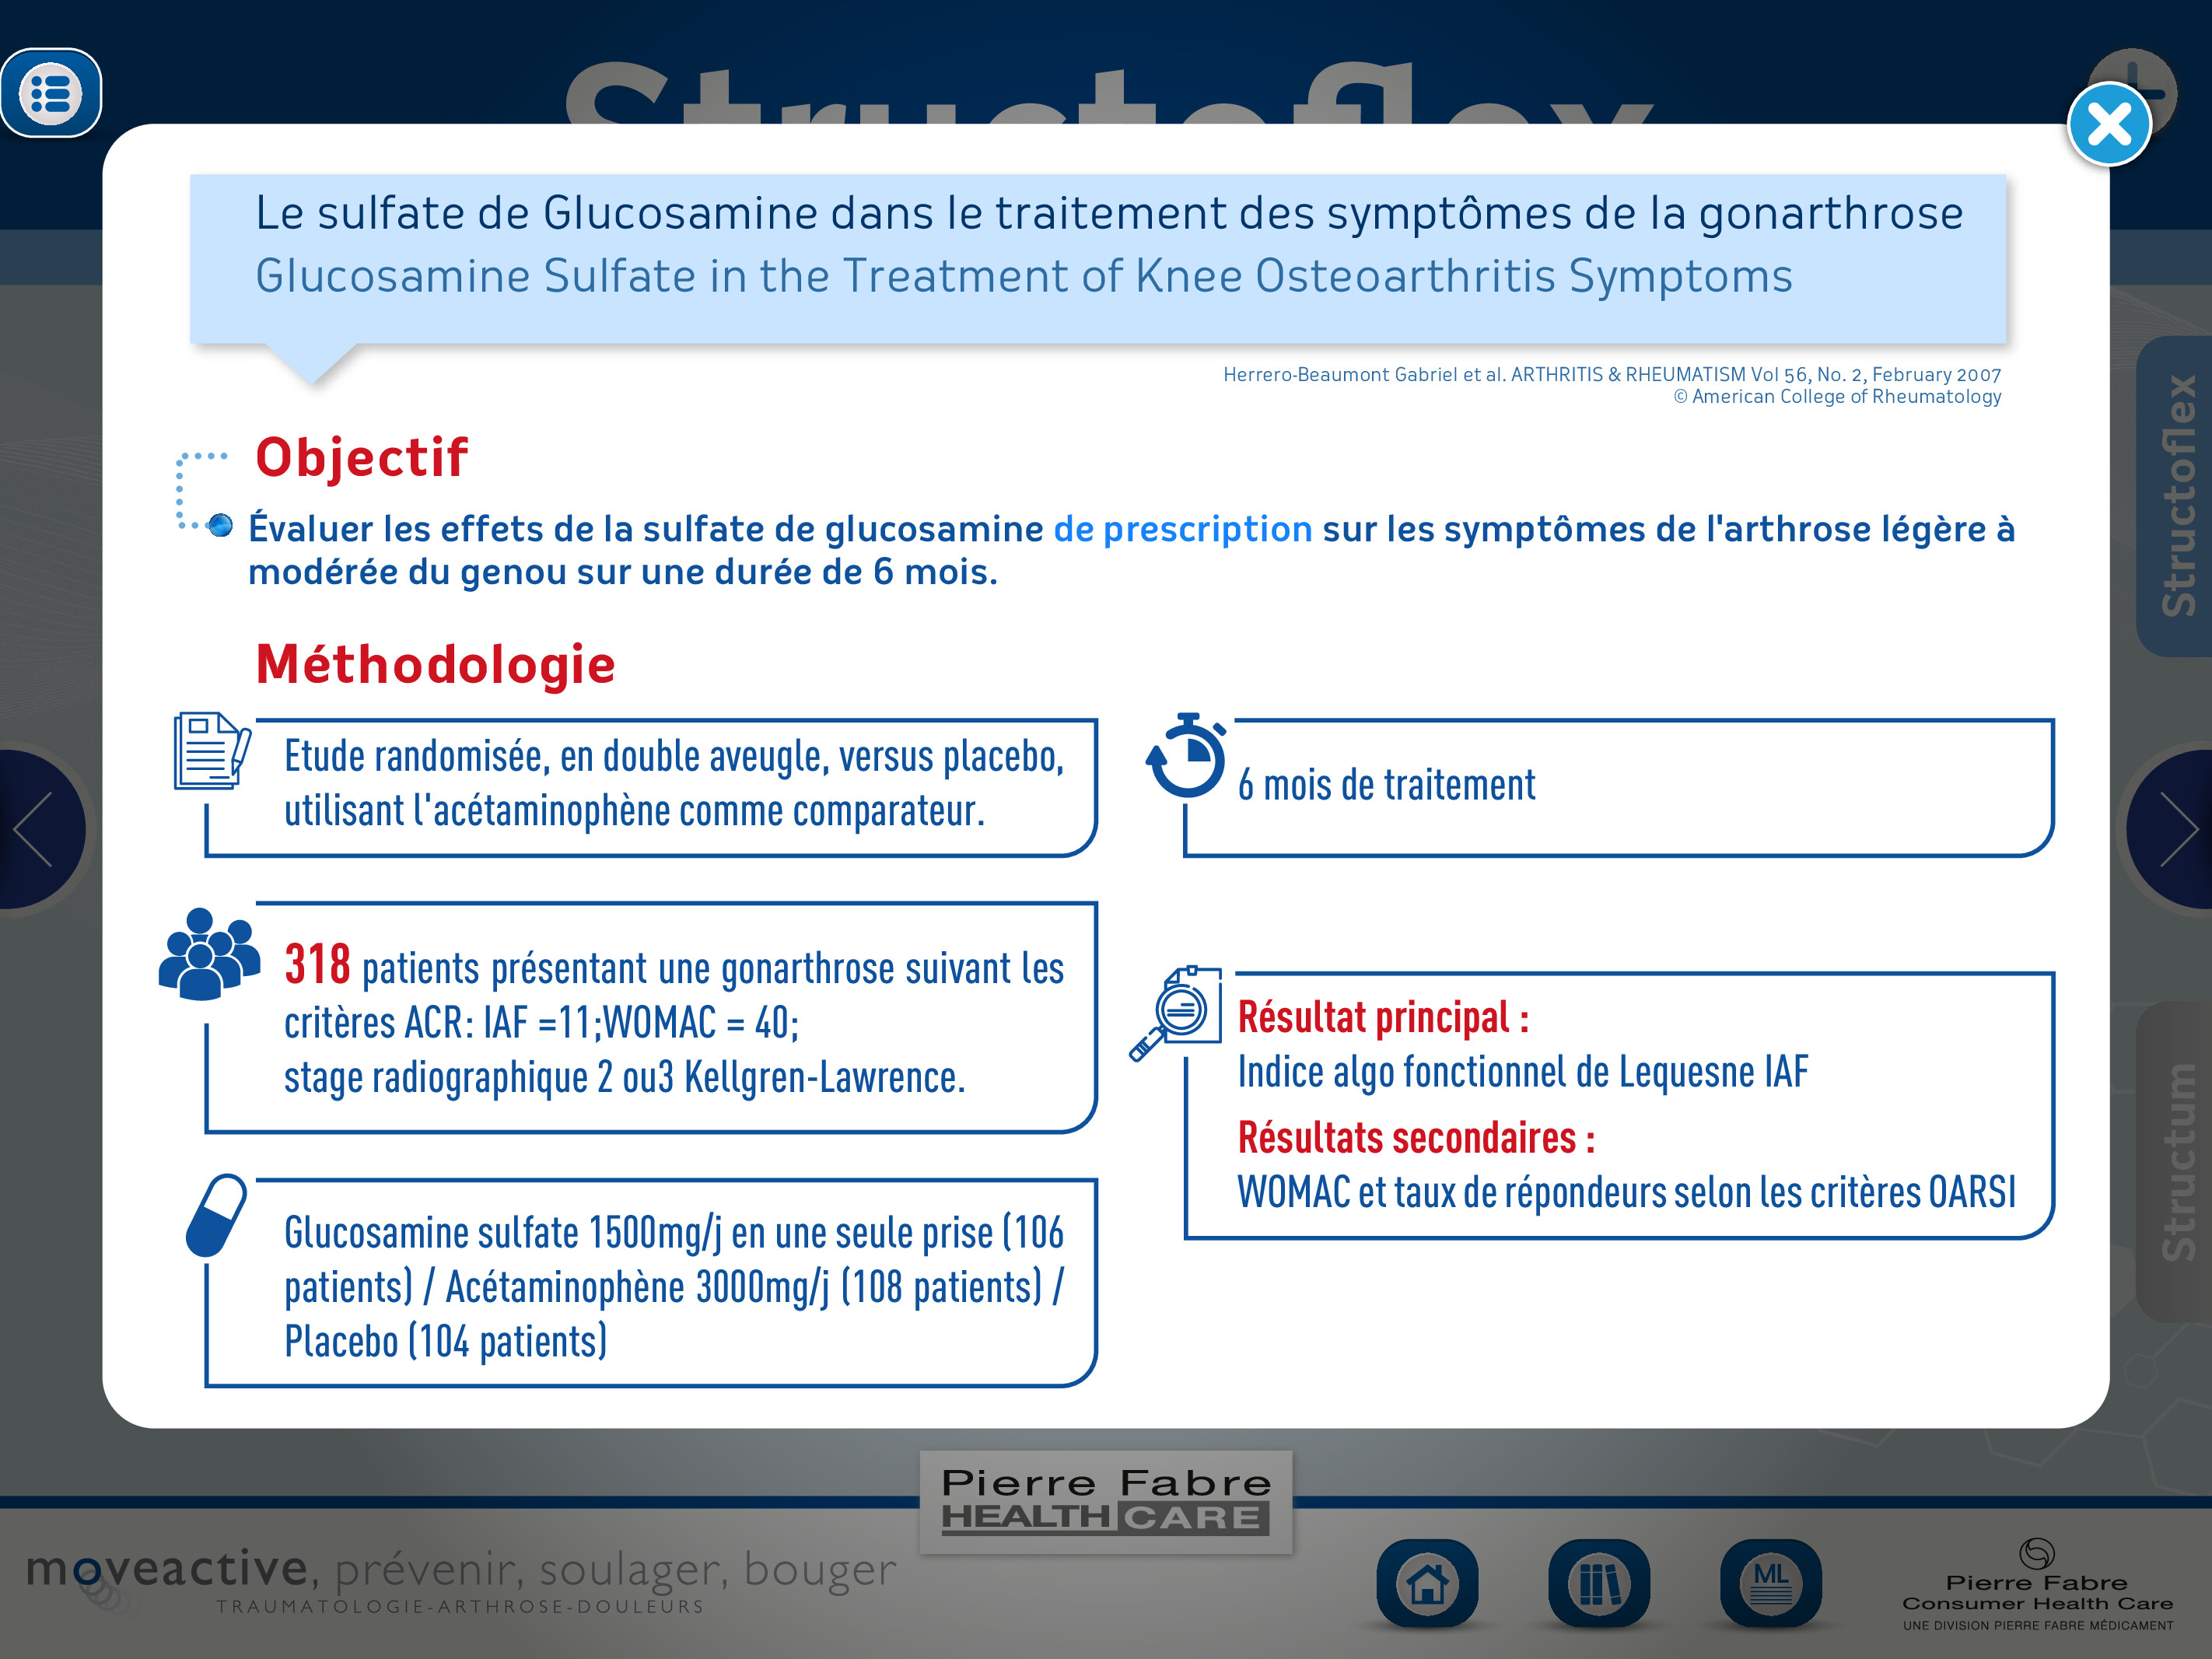 Structoflex
Le sulfate de Glucosamine dans le traitement des symptômes de la gonarthrose
Glucosamine Sulfate in the Treatment of Knee Osteoarthritis Symptoms
Herrero-Beaumont Gabriel et al. ARTHRITIS & RHEUMATISM Vol 56, No. 2, February 2007
© American College of Rheumatology
Objectif
Évaluer les effets de la sulfate de glucosamine de prescription sur les symptômes de l'arthrose légère à
modérée du genou sur une durée de 6 mois.
Méthodologie
Etude randomisée, en double aveugle, versus placebo,
utilisant l'acétaminophène comme comparateur.
318 patients présentant une gonarthrose suivant les
critères ACR: IAF =11;WOMAC = 40;
stage radiographique 2 ou3 Kellgren-Lawrence.
Glucosamine sulfate 1500mg/j en une seule prise (106
patients) / Acétaminophène 3000mg/j (108 patients) /
Placebo (104 patients)
6 mois de traitement
Résultat principal :
Indice algo fonctionnel de Lequesne IAF
Résultats secondaires :
WOMAC et taux de répondeurs selon les critères OARSI
Structoflex
Structum
Pierre Fabre
HEALTH CARE
moveactive, prévenir, soulager, bouger
TRAUMATOLOGIE-ARTHROSE-DOULEURS
ML
Pierre Fabre
Consumer Health Care
UNE DIVISION PIERRE FABRE MÉDICAMENT